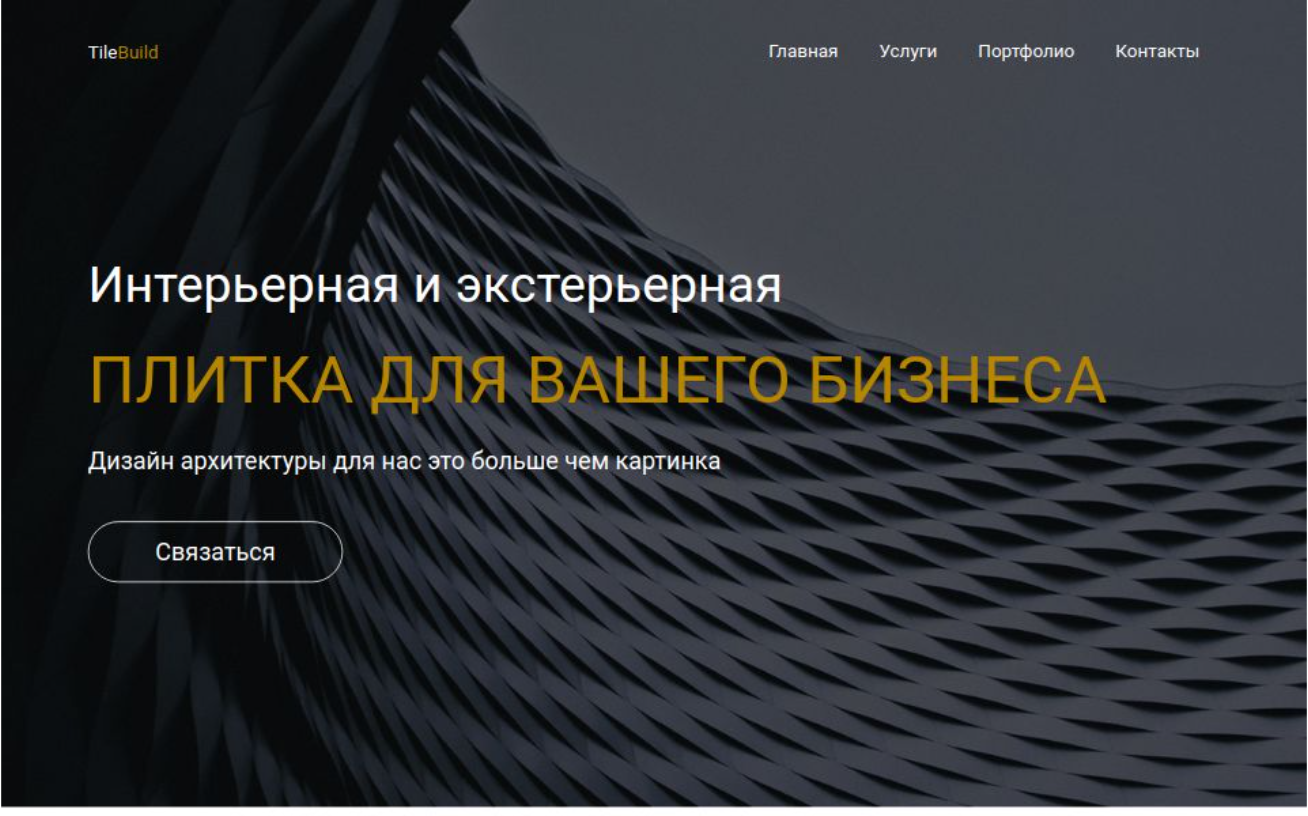 TileBuild
Главная Услуги Портфолио Контакты
Интерьерная и экстерьерная
ПЛИТКА ДЛЯ ВАШЕГО БИЗНЕСА
Дизайн архитектуры для нас это больше чем картинка
Связаться